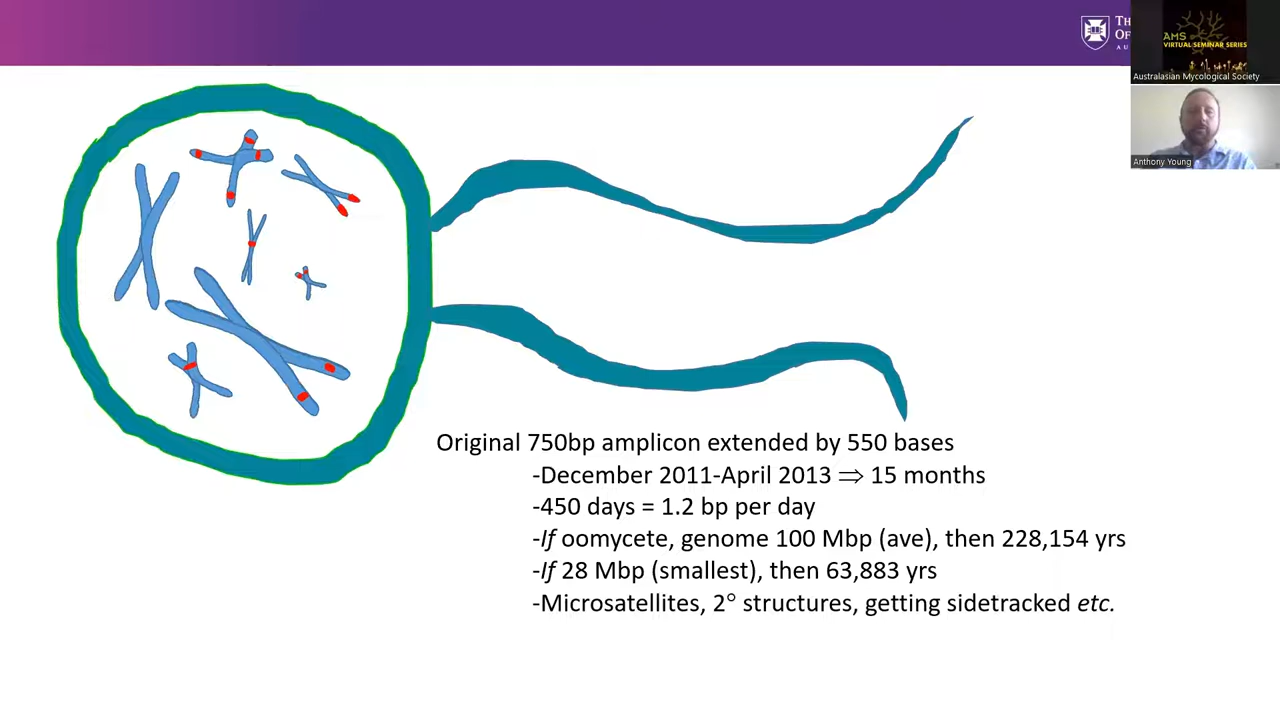 AMS
VIRTUAL SEMINAR SERIES
Australasian Mycological Society
Anthony Young
Original 750bp amplicon extended by 550 bases
-December 2011-April 2013 ⇒ 15 months
-450 days = 1.2 bp per day
-If oomycete, genome 100 Mbp (ave), then 228,154 yrs
-If 28 Mbp (smallest), then 63,883 yrs
-Microsatellites, 2° structures, getting sidetracked etc.